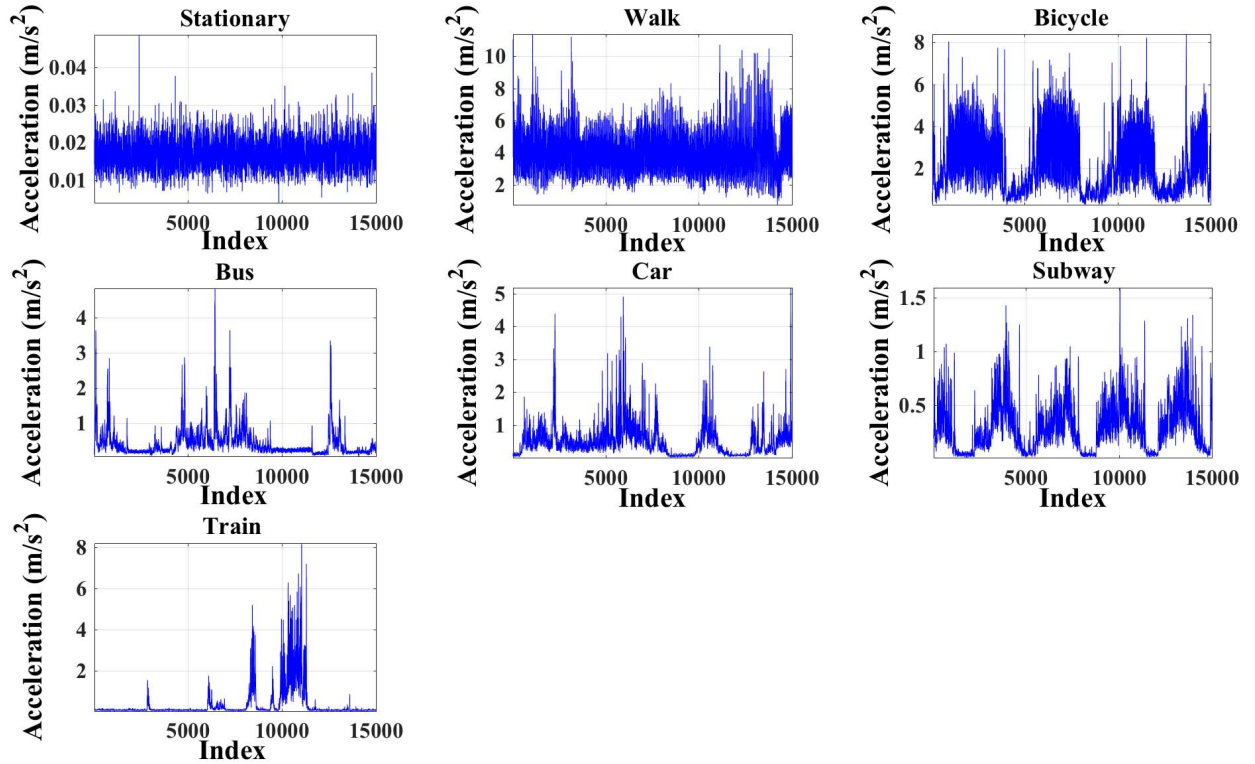 Stationary
Acceleration (m/s²)
0.04
0.03
0.02
0.01
5000 10000 15000
Index
Walk
Acceleration (m/s²)
10
8
6
4
2
5000 10000 15000
Index
Bicycle
Acceleration (m/s²)
8
6
4
2
5000 10000 15000
Index
Bus
Acceleration (m/s²)
4
3
2
1
5000 10000 15000
Index
Car
Acceleration (m/s²)
5
4
3
2
1
5000 10000 15000
Index
Subway
Acceleration (m/s²)
1.5
1
0.5
5000 10000 15000
Index
Train
Acceleration (m/s²)
8
6
4
2
5000 10000 15000
Index